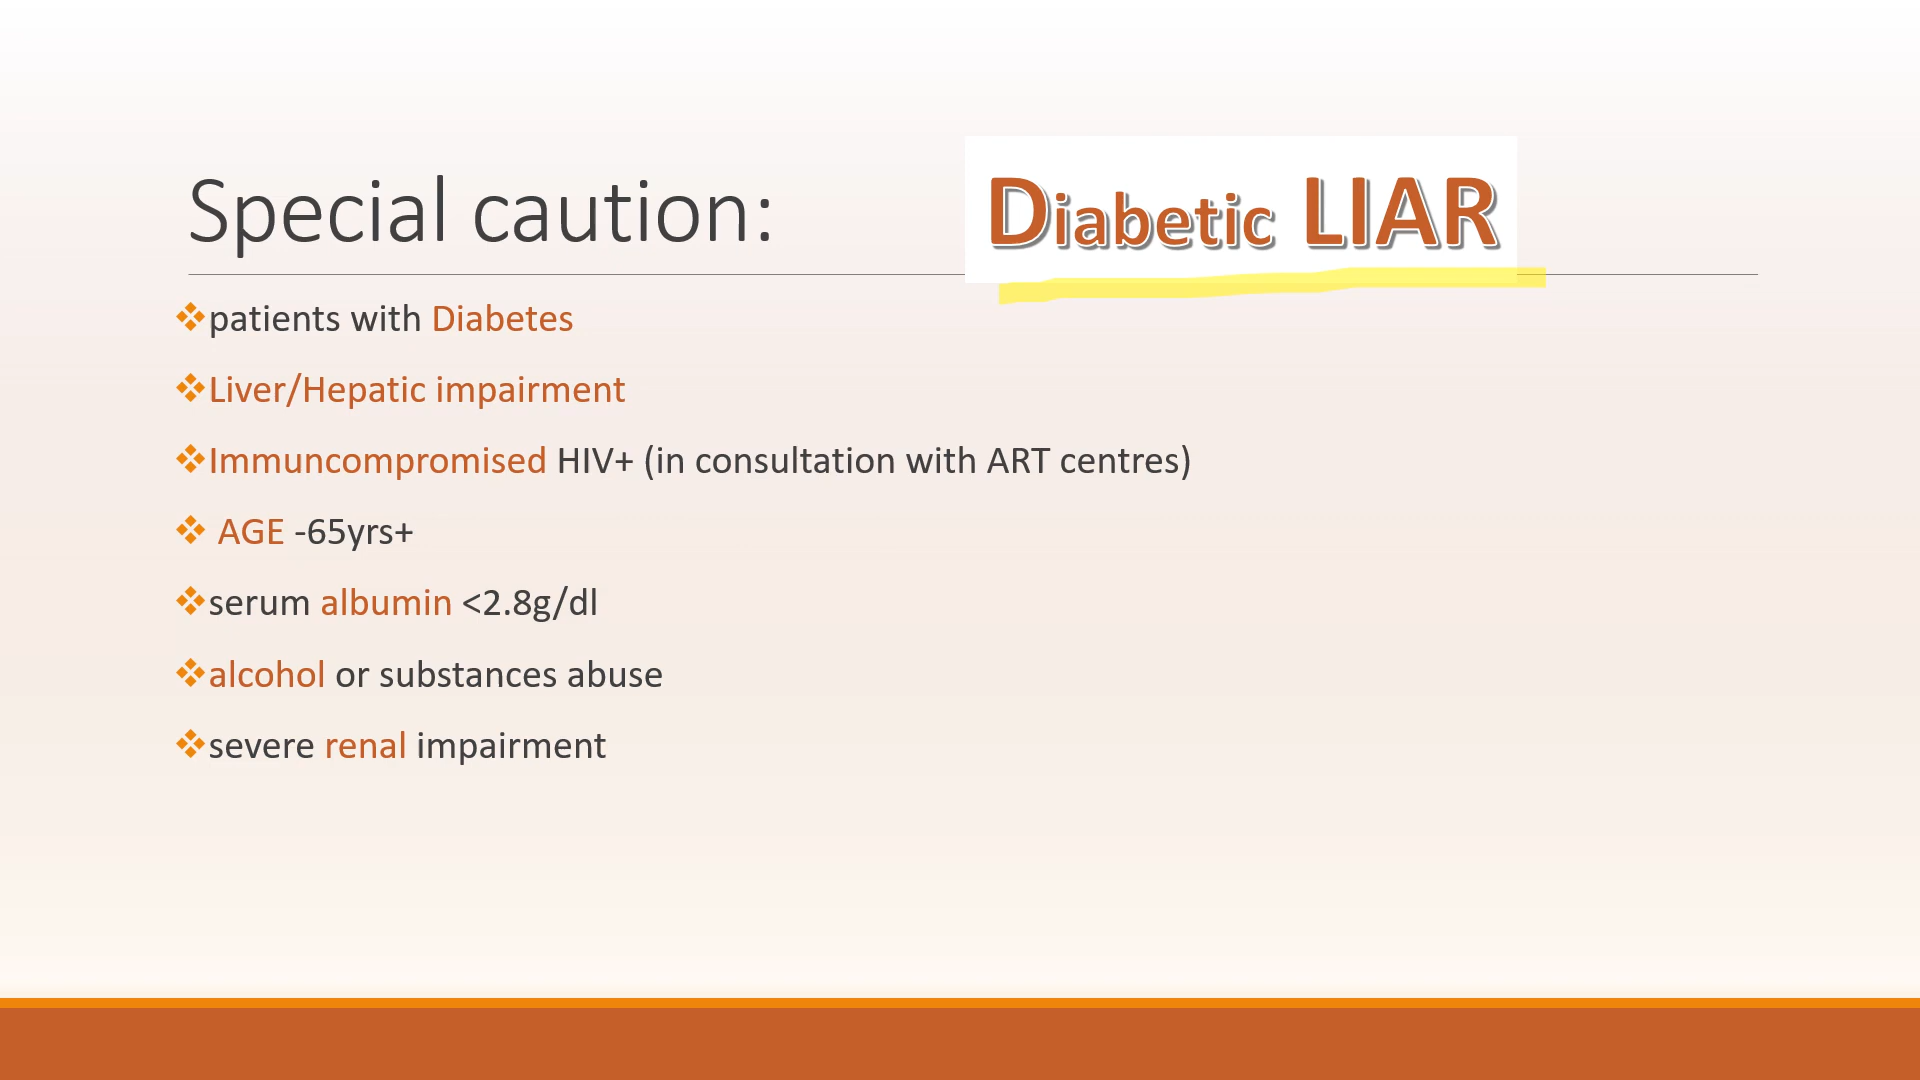 Special caution:
Diabetic LIAR
patients with Diabetes
Liver/Hepatic impairment
Immuncompromised HIV+ (in consultation with ART centres)
AGE -65yrs+
serum albumin <2.8g/dl
alcohol or substances abuse
severe renal impairment